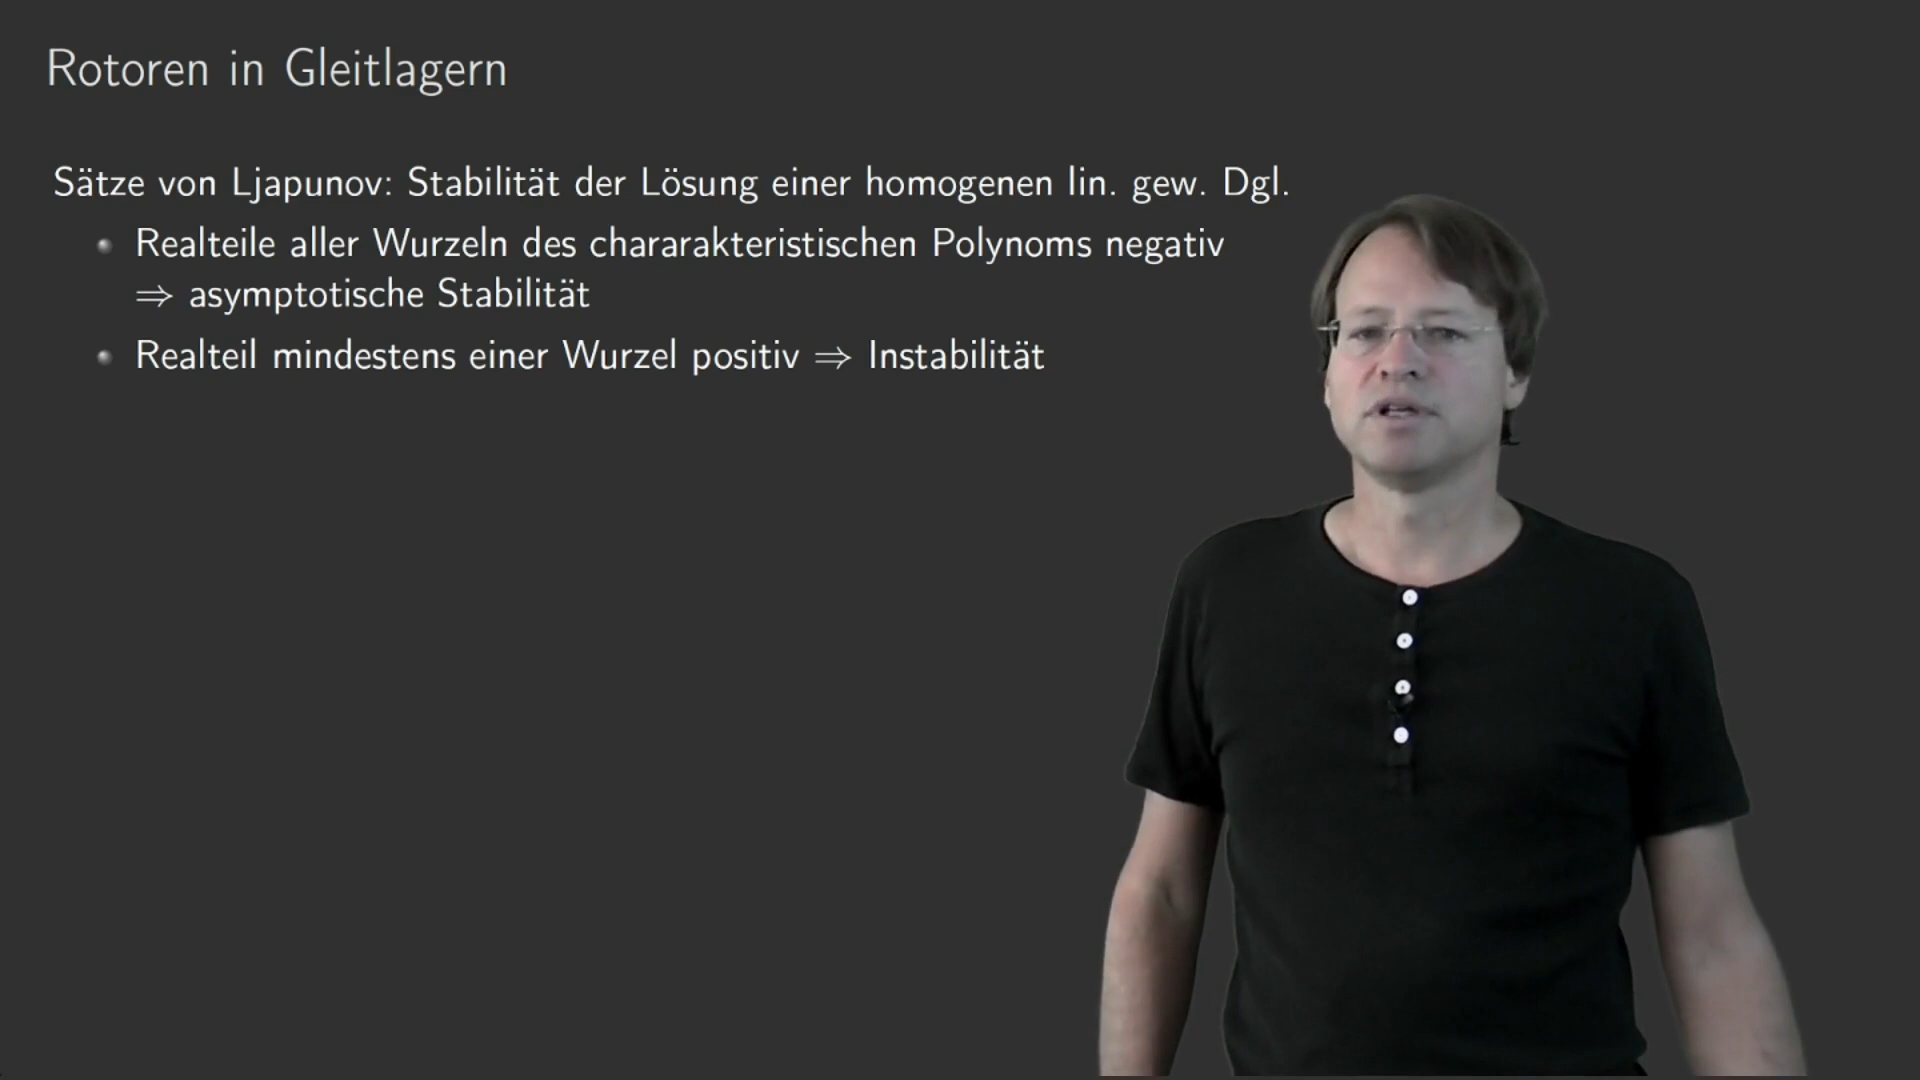 Rotoren in Gleitlagern
Sätze von Ljapunov: Stabilität der Lösung einer homogenen lin. gew. Dgl.
Realteile aller Wurzeln des chararakteristischen Polynoms negativ
⇒ asymptotische Stabilität
Realteil mindestens einer Wurzel positiv ⇒ Instabilität